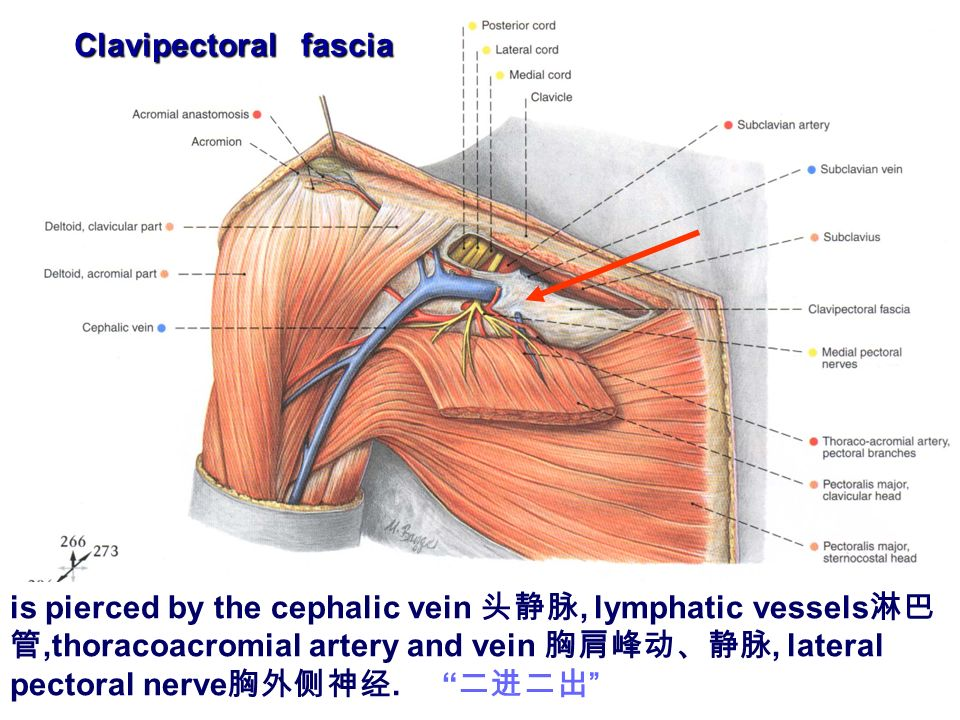 Clavipectoral fascia
Posterior cord
Lateral cord
Medial cord
Clavicle
Acromial anastomosis
Acromion
Subclavian artery
Subclavian vein
Deltoid, clavicular part
Subclavius
Deltoid, acromial part
Clavipectoral fascia
Cephalic vein
Medial pectoral
nerves
Thoraco-acromial artery,
pectoral branches
Pectoralis major,
clavicular head
Pectoralis major,
sternocostal head
266
273
is pierced by the cephalic vein 头静脉, lymphatic vessels淋巴
管,thoracoacromial artery and vein 胸肩峰动、静脉, lateral
pectoral nerve胸外侧神经. “二进二出”